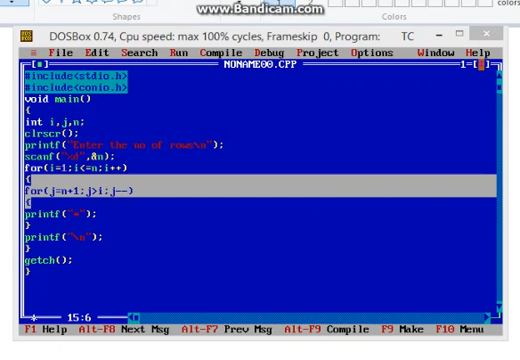 www.Bandicam.com
Shapes
Colors
colors
DOSBox 0.74, Cpu speed: max 100% cycles, Frameskip 0, Program: TC
≡ File Edit Search Run Compile Debug Project Options Window Help
[■] NONAME00.CPP 1=[↕]
#include<stdio.h>
#include<conio.h>
void main()
{
int i,j,n;
clrscr();
printf("Enter the no of rows\n");
scanf("%d",&n);
for(i=1;i<=n;i++)
{
for(j=n+1;j>i;j--)
{
printf("*");
}
printf("\n");
}
getch();
}
* 15:6
F1 Help Alt-F8 Next Msg Alt-F7 Prev Msg Alt-F9 Compile F9 Make F10 Menu